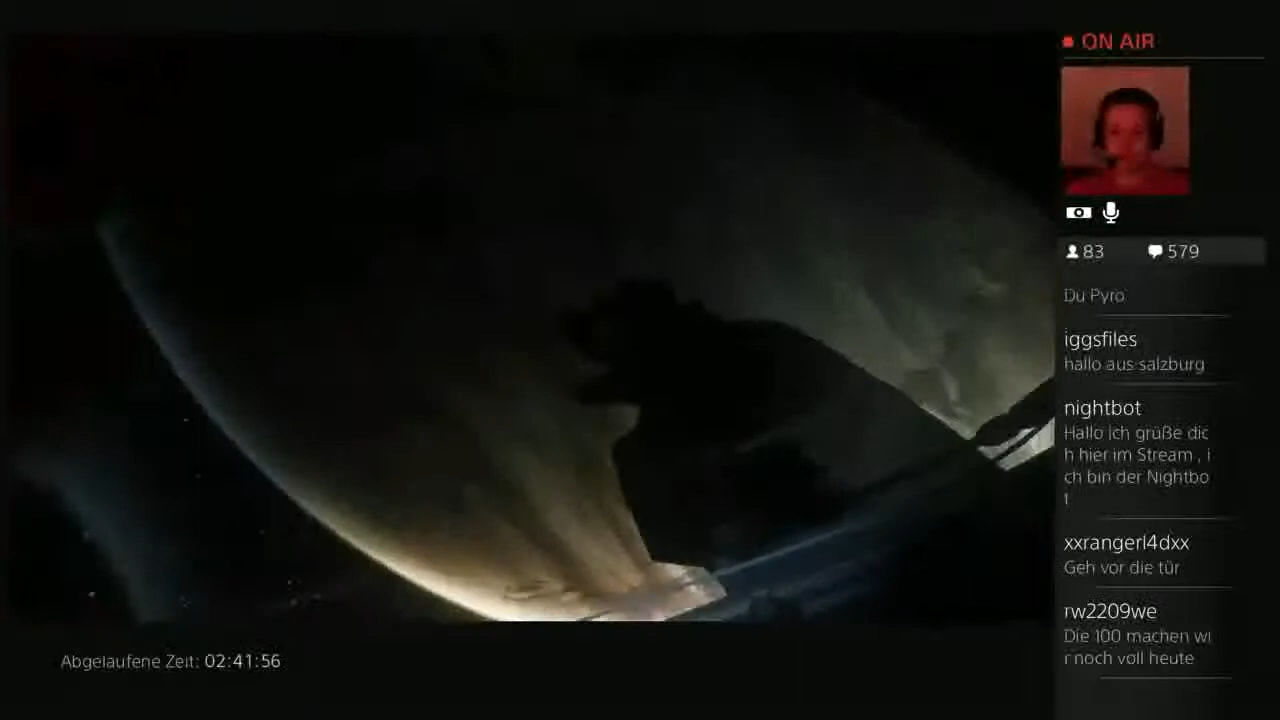 ON AIR
83 579
Du Pyro
iggsfiles
hallo aus salzburg
nightbot
Hallo ich grüße dic
h hier im Stream , i
ch bin der Nightbo
t
xxrangerl4dxx
Geh vor die tür
rw2209we
Die 100 machen wi
r noch voll heute
Abgelaufene Zeit: 02:41:56